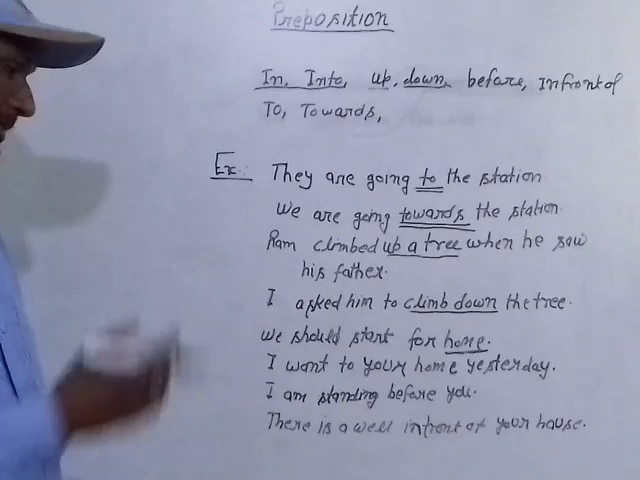 Preposition
In, Into, up, down, before, Infront of
To, Towards,
Ex:- They are going to the station
We are going towards the station.
Ram climbed up a tree when he saw
his father.
I asked him to climb down the tree.
We should start for home.
I want to your home yesterday.
I am standing before you.
There is a well infront of your house.